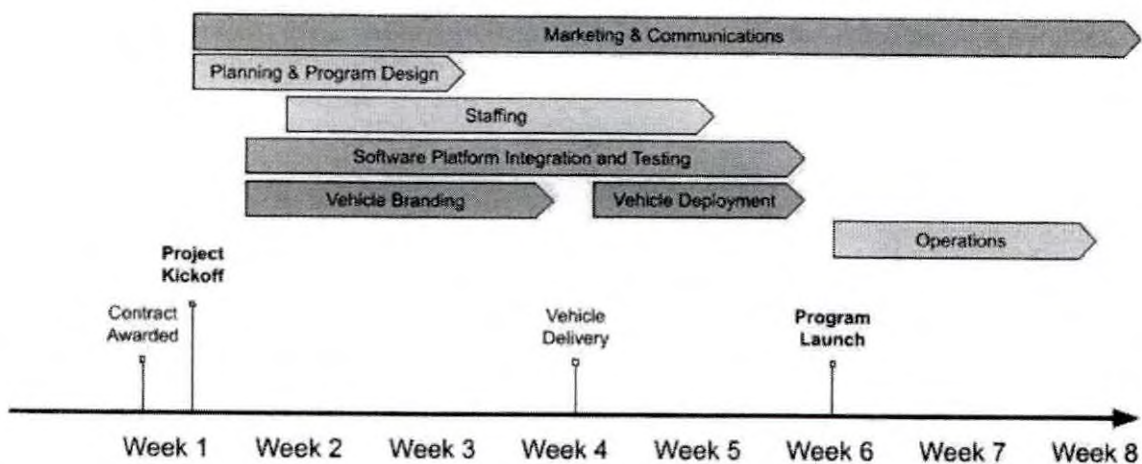 Marketing & Communications
Planning & Program Design
Staffing
Software Platform Integration and Testing
Vehicle Branding
Vehicle Deployment
Operations
Project
Kickoff
Contract
Awarded
Vehicle
Delivery
Program
Launch
Week 1 Week 2 Week 3 Week 4 Week 5 Week 6 Week 7 Week 8